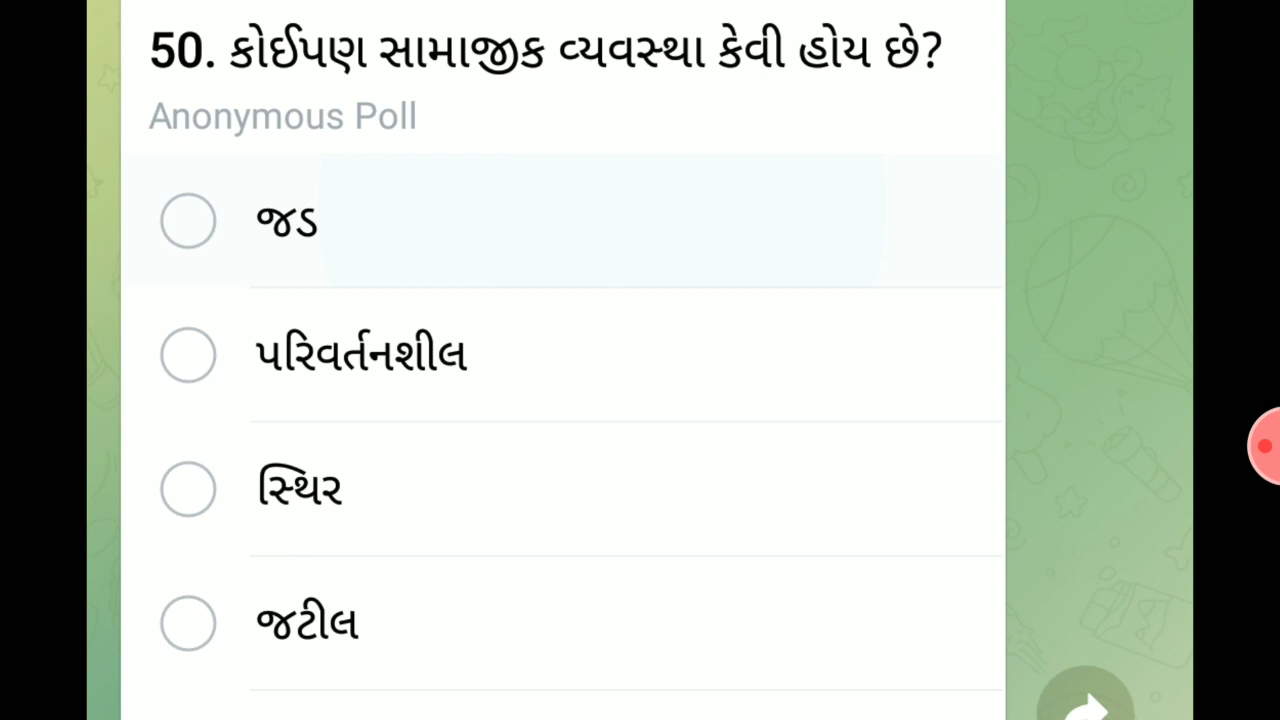 50. કોઈપણ સામાજીક વ્યવસ્થા કેવી હોય છે?
Anonymous Poll
જડ
પરિવર્તનશીલ
સ્થિર
જટીલ